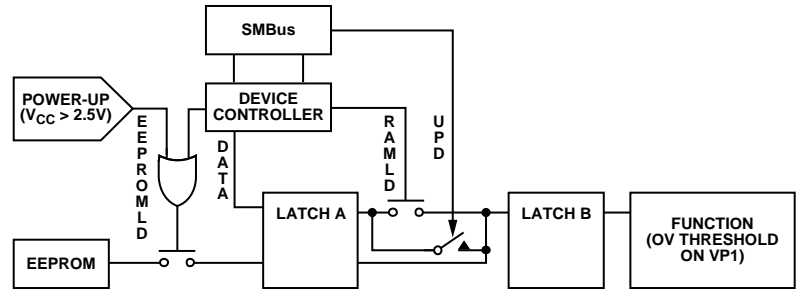 SMBus
POWER-UP
(VCC > 2.5V)
DEVICE
CONTROLLER
EEPROMLD
DATA
RAMLD
UPD
LATCH A
LATCH B
FUNCTION
(OV THRESHOLD
ON VP1)
EEPROM